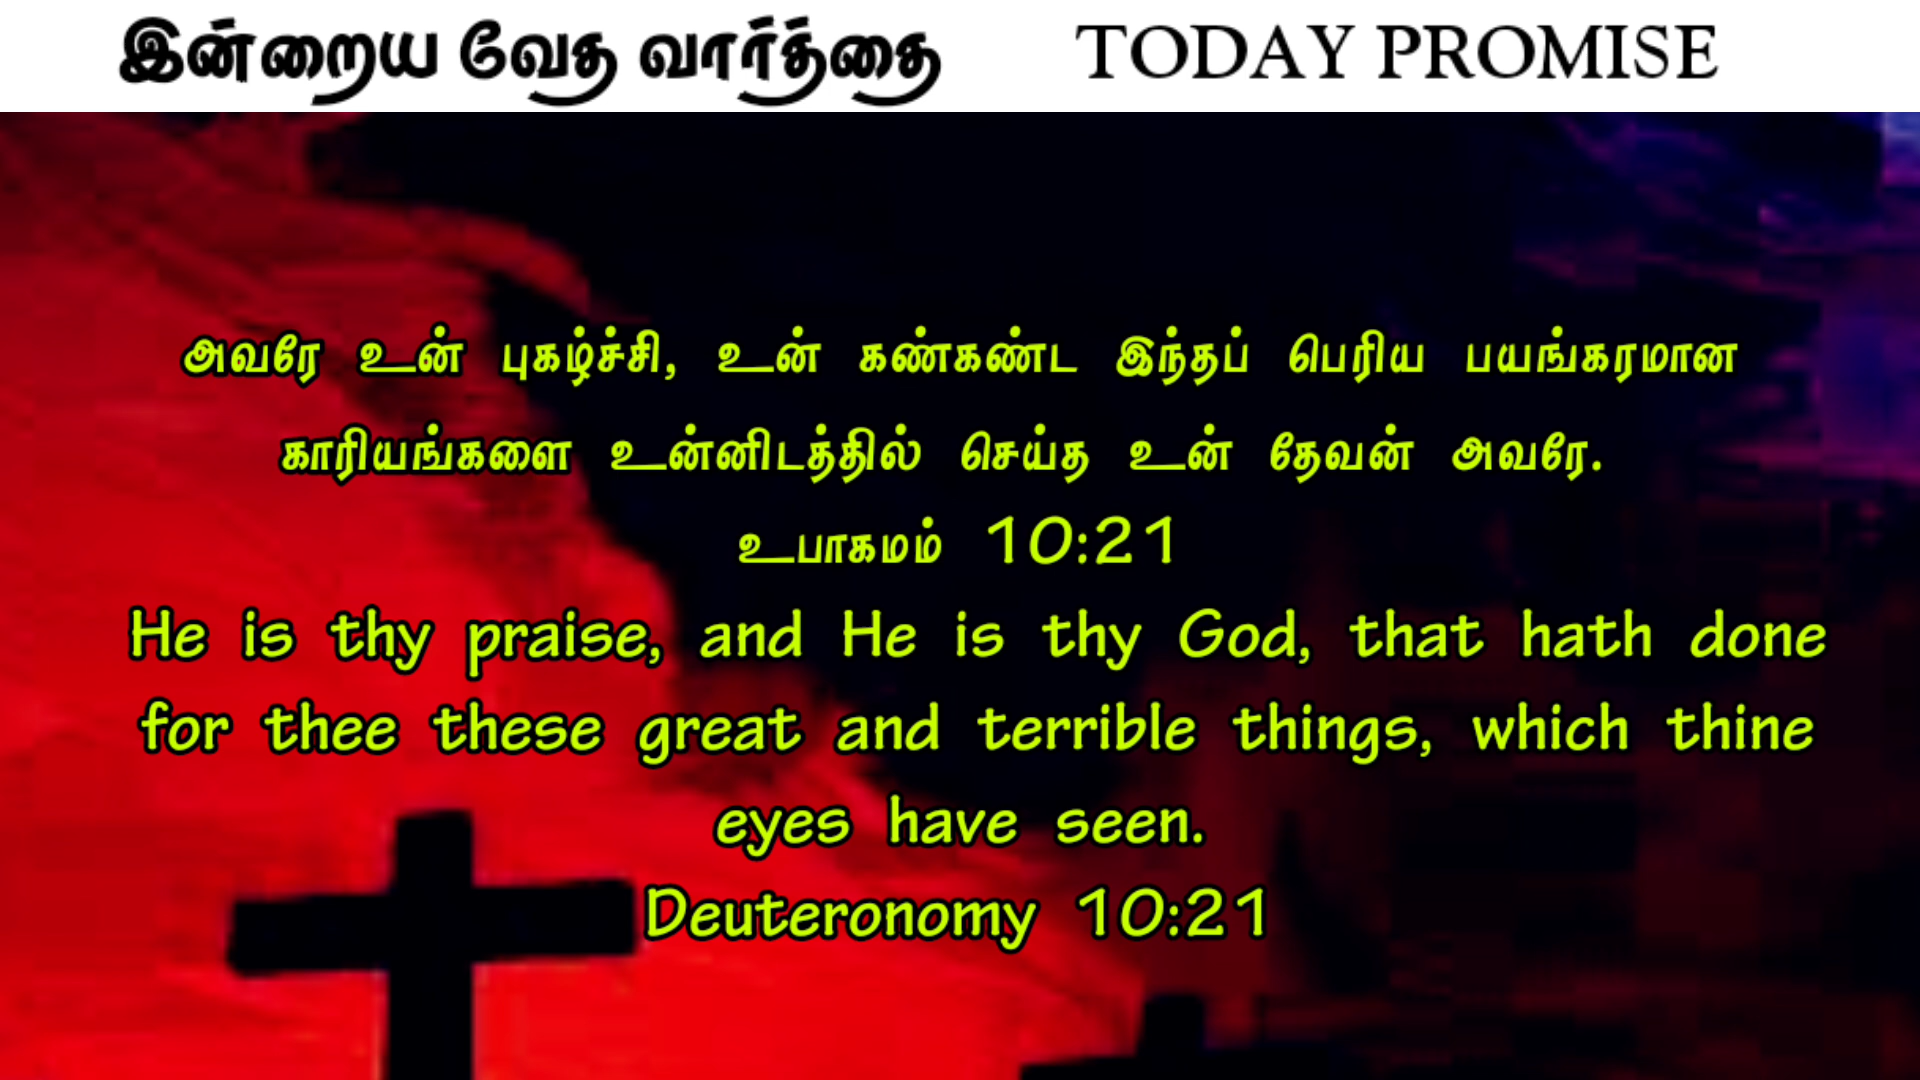 இன்றைய வேத வார்த்தை TODAY PROMISE
அவரே உன் புகழ்ச்சி, உன் கண்கண்ட இந்தப் பெரிய பயங்கரமான
காரியங்களை உன்னிடத்தில் செய்த உன் தேவன் அவரே.
உபாகமம் 10:21
He is thy praise, and He is thy God, that hath done
for thee these great and terrible things, which thine
eyes have seen.
Deuteronomy 10:21